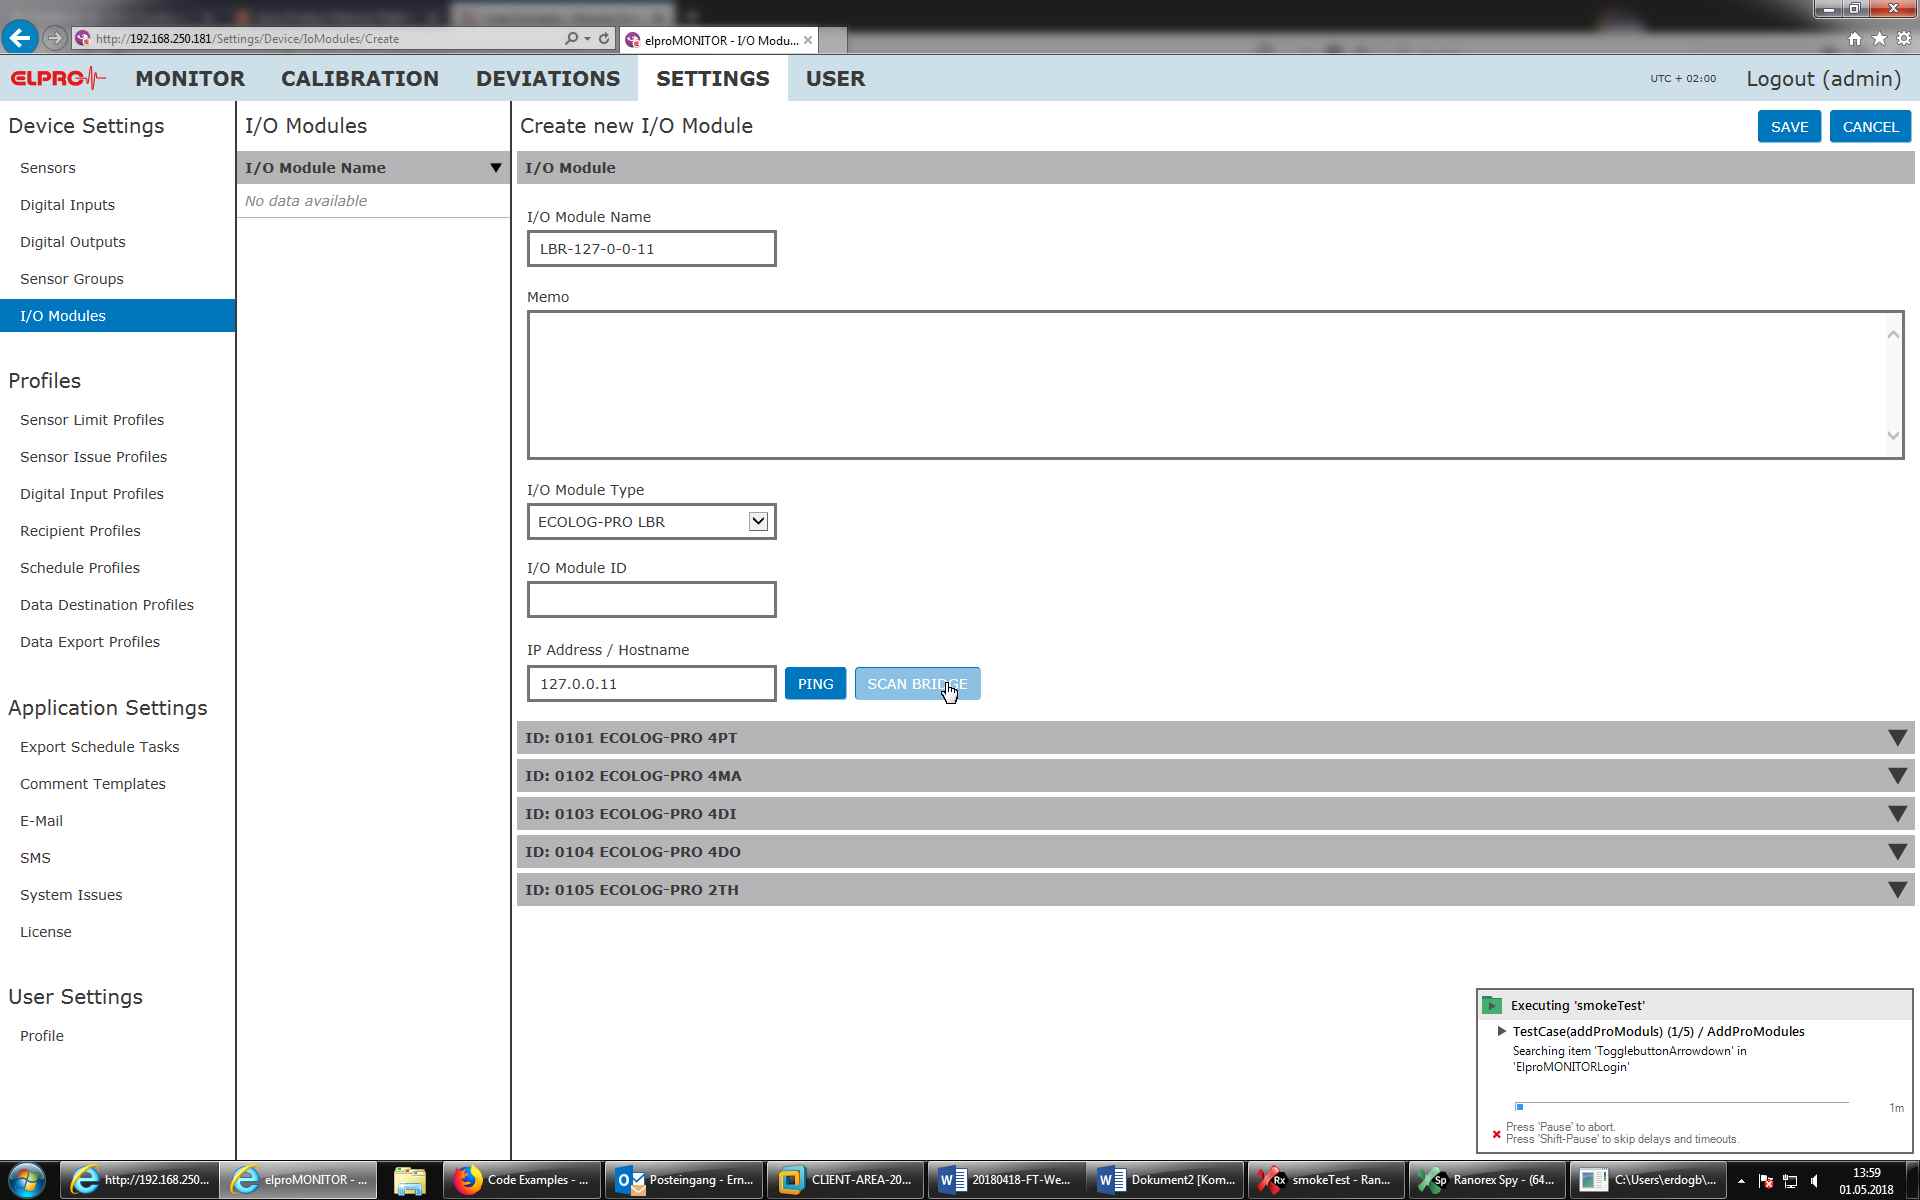 http://192.168.250.181/Settings/Device/IoModules/Create
elproMONITOR - I/O Modu...
ELPRO
MONITOR
CALIBRATION
DEVIATIONS
SETTINGS
USER
UTC + 02:00
Logout (admin)
Device Settings
Sensors
Digital Inputs
Digital Outputs
Sensor Groups
I/O Modules
Profiles
Sensor Limit Profiles
Sensor Issue Profiles
Digital Input Profiles
Recipient Profiles
Schedule Profiles
Data Destination Profiles
Data Export Profiles
Application Settings
Export Schedule Tasks
Comment Templates
E-Mail
SMS
System Issues
License
User Settings
Profile
I/O Modules
I/O Module Name
No data available
Create new I/O Module
SAVE
CANCEL
I/O Module
I/O Module Name
LBR-127-0-0-11
Memo
I/O Module Type
ECOLOG-PRO LBR
I/O Module ID
IP Address / Hostname
127.0.0.11
PING
SCAN BRIDGE
ID: 0101 ECOLOG-PRO 4PT
ID: 0102 ECOLOG-PRO 4MA
ID: 0103 ECOLOG-PRO 4DI
ID: 0104 ECOLOG-PRO 4DO
ID: 0105 ECOLOG-PRO 2TH
Executing 'smokeTest'
TestCase(addProModuls) (1/5) / AddProModules
Searching item 'TogglebuttonArrowdown' in
'ElproMONITORLogin'
1m
Press 'Pause' to abort.
Press 'Shift-Pause' to skip delays and timeouts.
http://192.168.250...
elproMONITOR - ...
Code Examples - ...
Posteingang - Ern...
CLIENT-AREA-20...
20180418-FT-We...
Dokument2 [Kom...
smokeTest - Ran...
Ranorex Spy - (64...
C:\Users\erdogb\...
13:59
01.05.2018